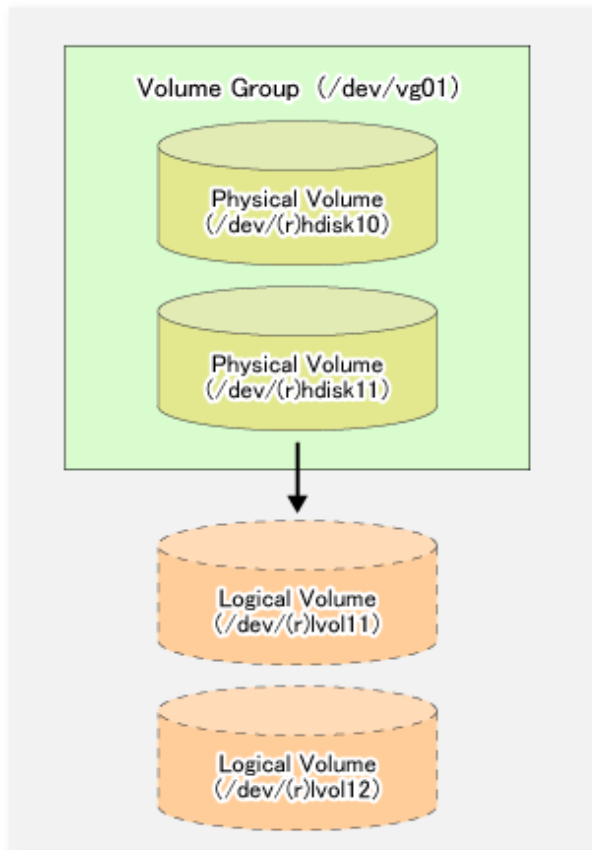 Volume Group (/dev/vg01)
Physical Volume
(/dev/(r)hdisk10)
Physical Volume
(/dev/(r)hdisk11)
Logical Volume
(/dev/(r)lvol11)
Logical Volume
(/dev/(r)lvol12)